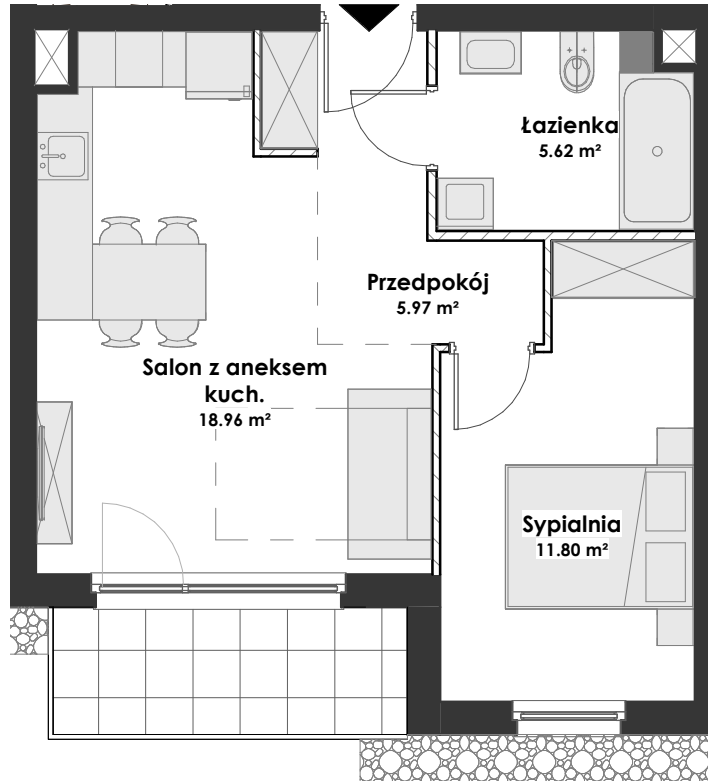 Łazienka
5.62 m²
Przedpokój
5.97 m²
Salon z aneksem
kuch.
18.96 m²
Sypialnia
11.80 m²